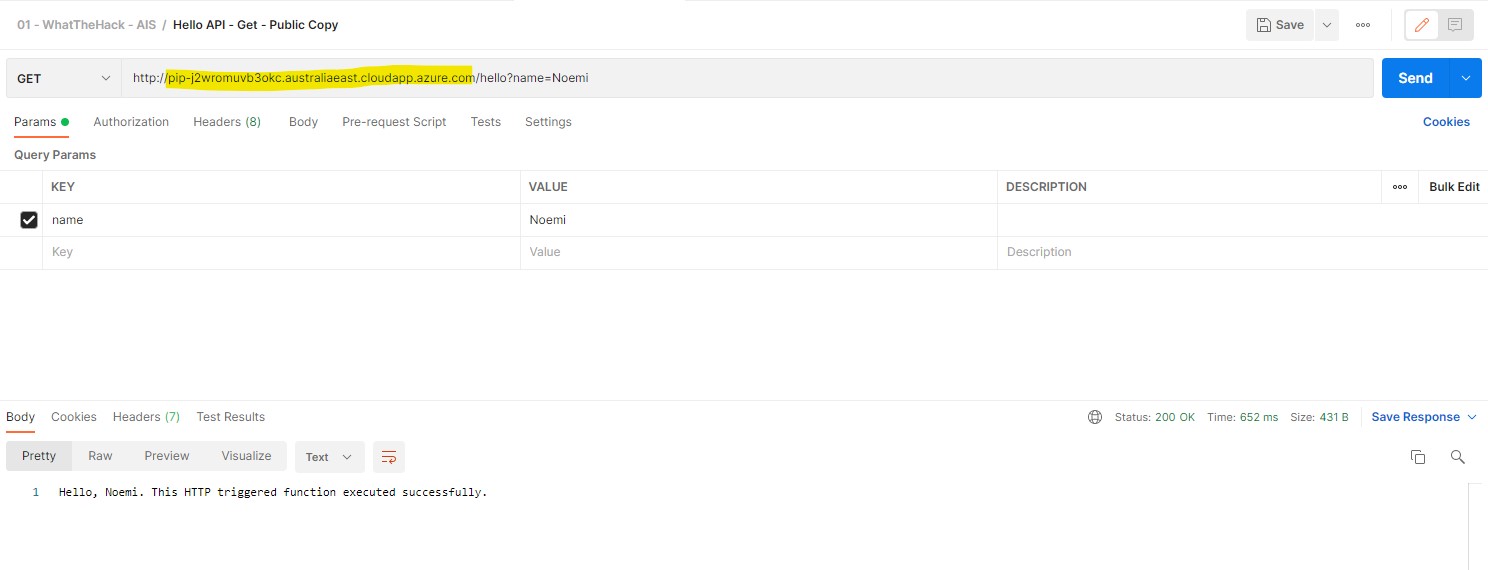 01 - WhatTheHack - AIS / Hello API - Get - Public Copy Save
GET http://pip-j2wromuvb3okc.australiaeast.cloudapp.azure.com/hello?name=Noemi Send
Params Authorization Headers (8) Body Pre-request Script Tests Settings Cookies
Query Params
KEY VALUE DESCRIPTION Bulk Edit
name Noemi
Key Value Description
Body Cookies Headers (7) Test Results Status: 200 OK Time: 652 ms Size: 431 B Save Response
Pretty Raw Preview Visualize Text
1 Hello, Noemi. This HTTP triggered function executed successfully.